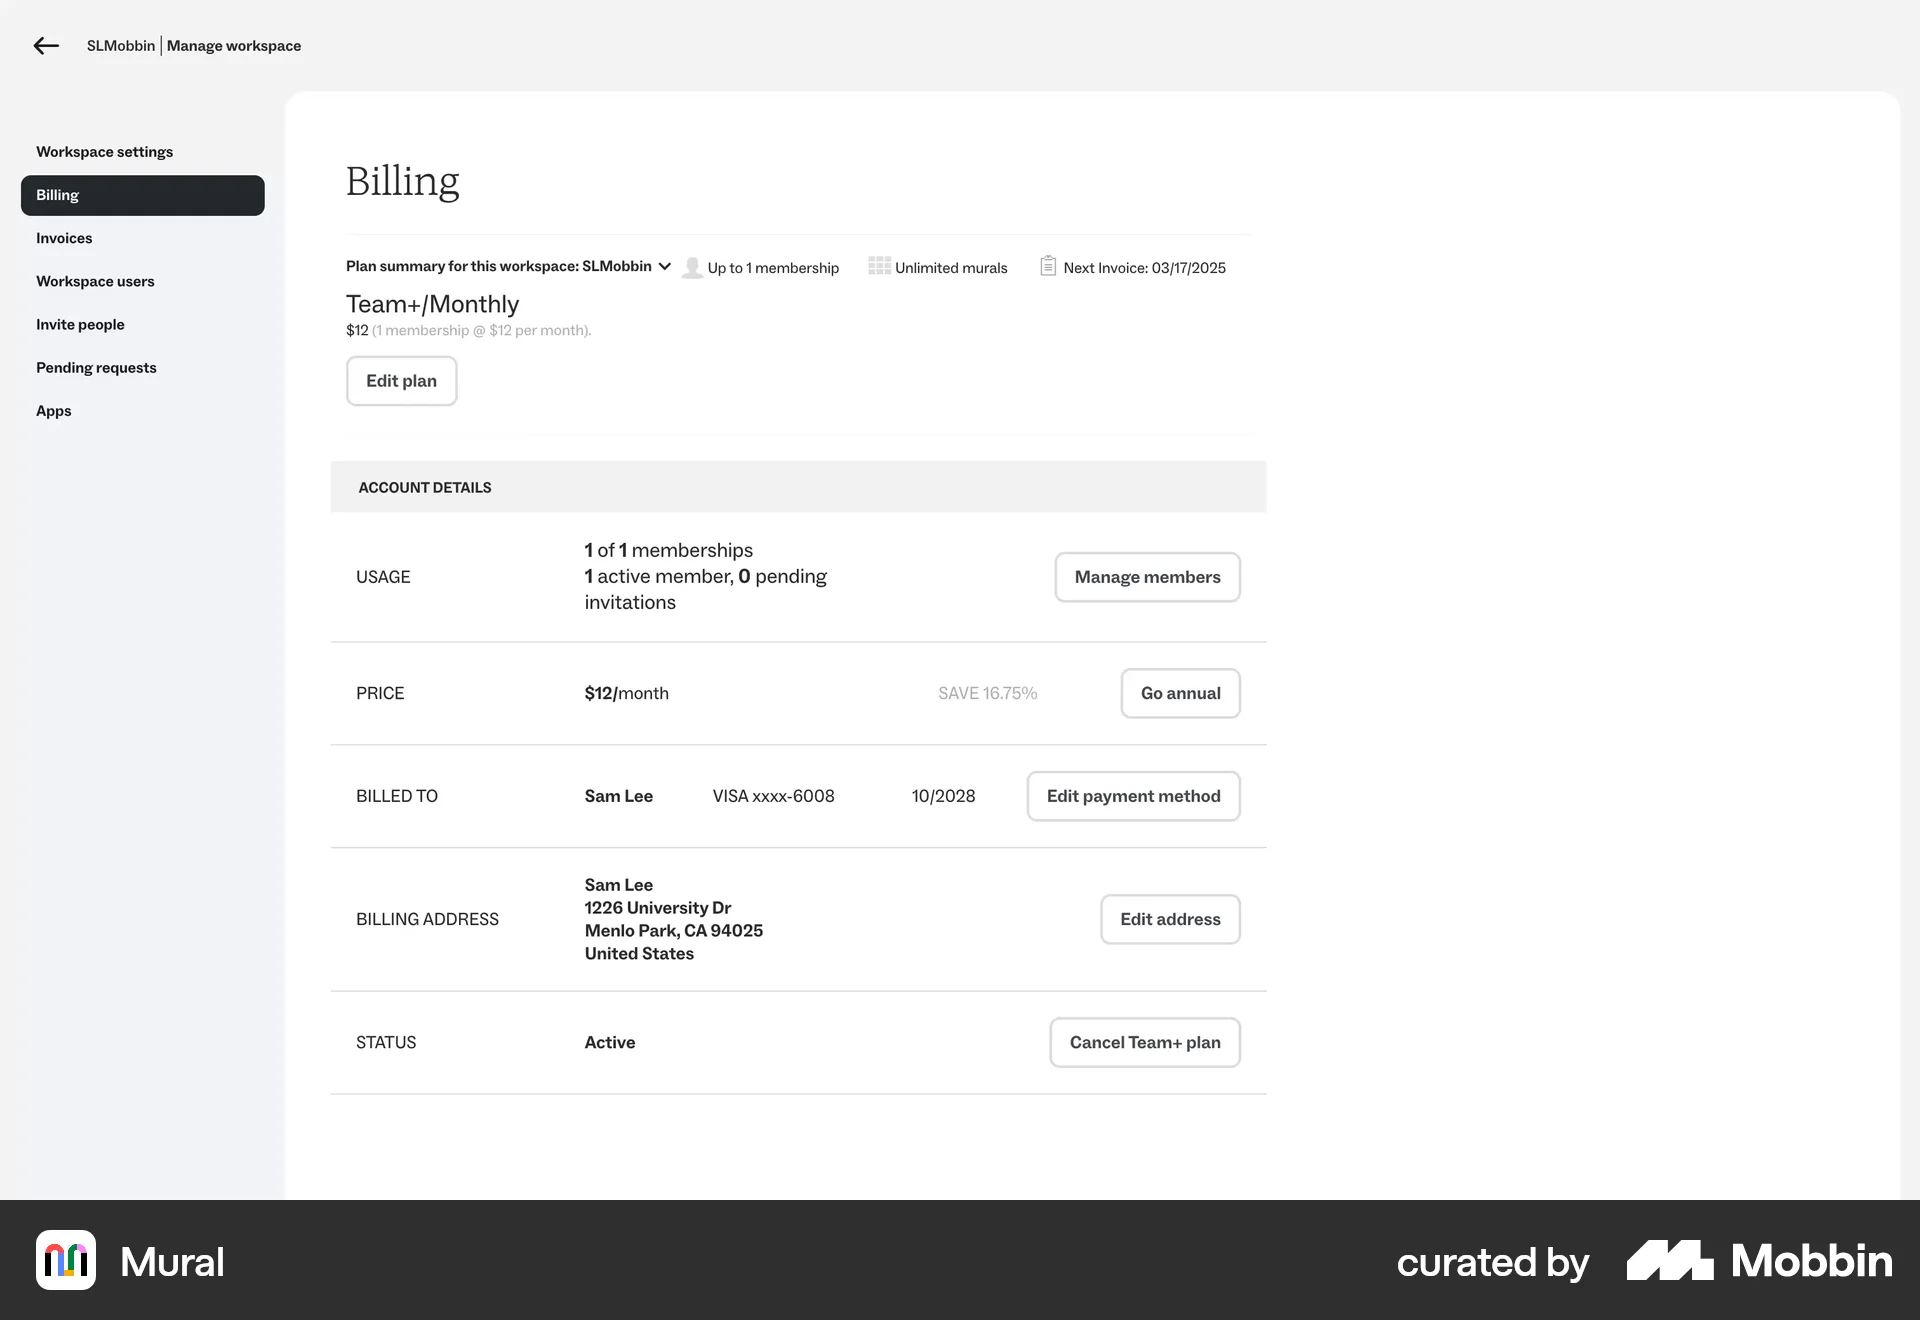 SLMobbin | Manage workspace
Workspace settings
Billing
Invoices
Workspace users
Invite people
Pending requests
Apps
Billing
Plan summary for this workspace: SLMobbin
Up to 1 membership
Unlimited murals
Next Invoice: 03/17/2025
Team+/Monthly
$12 (1 membership @ $12 per month).
Edit plan
ACCOUNT DETAILS
USAGE
1 of 1 memberships
1 active member, 0 pending
invitations
Manage members
PRICE
$12/month
SAVE 16.75%
Go annual
BILLED TO
Sam Lee
VISA xxxx-6008
10/2028
Edit payment method
BILLING ADDRESS
Sam Lee
1226 University Dr
Menlo Park, CA 94025
United States
Edit address
STATUS
Active
Cancel Team+ plan
Mural
curated by
Mobbin